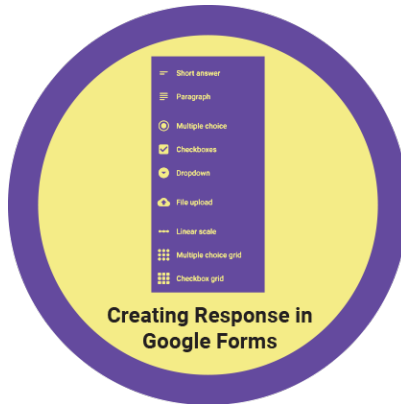 Short answer
Paragraph
Multiple choice
Checkboxes
Dropdown
File upload
Linear scale
Multiple choice grid
Checkbox grid
Creating Response in
Google Forms